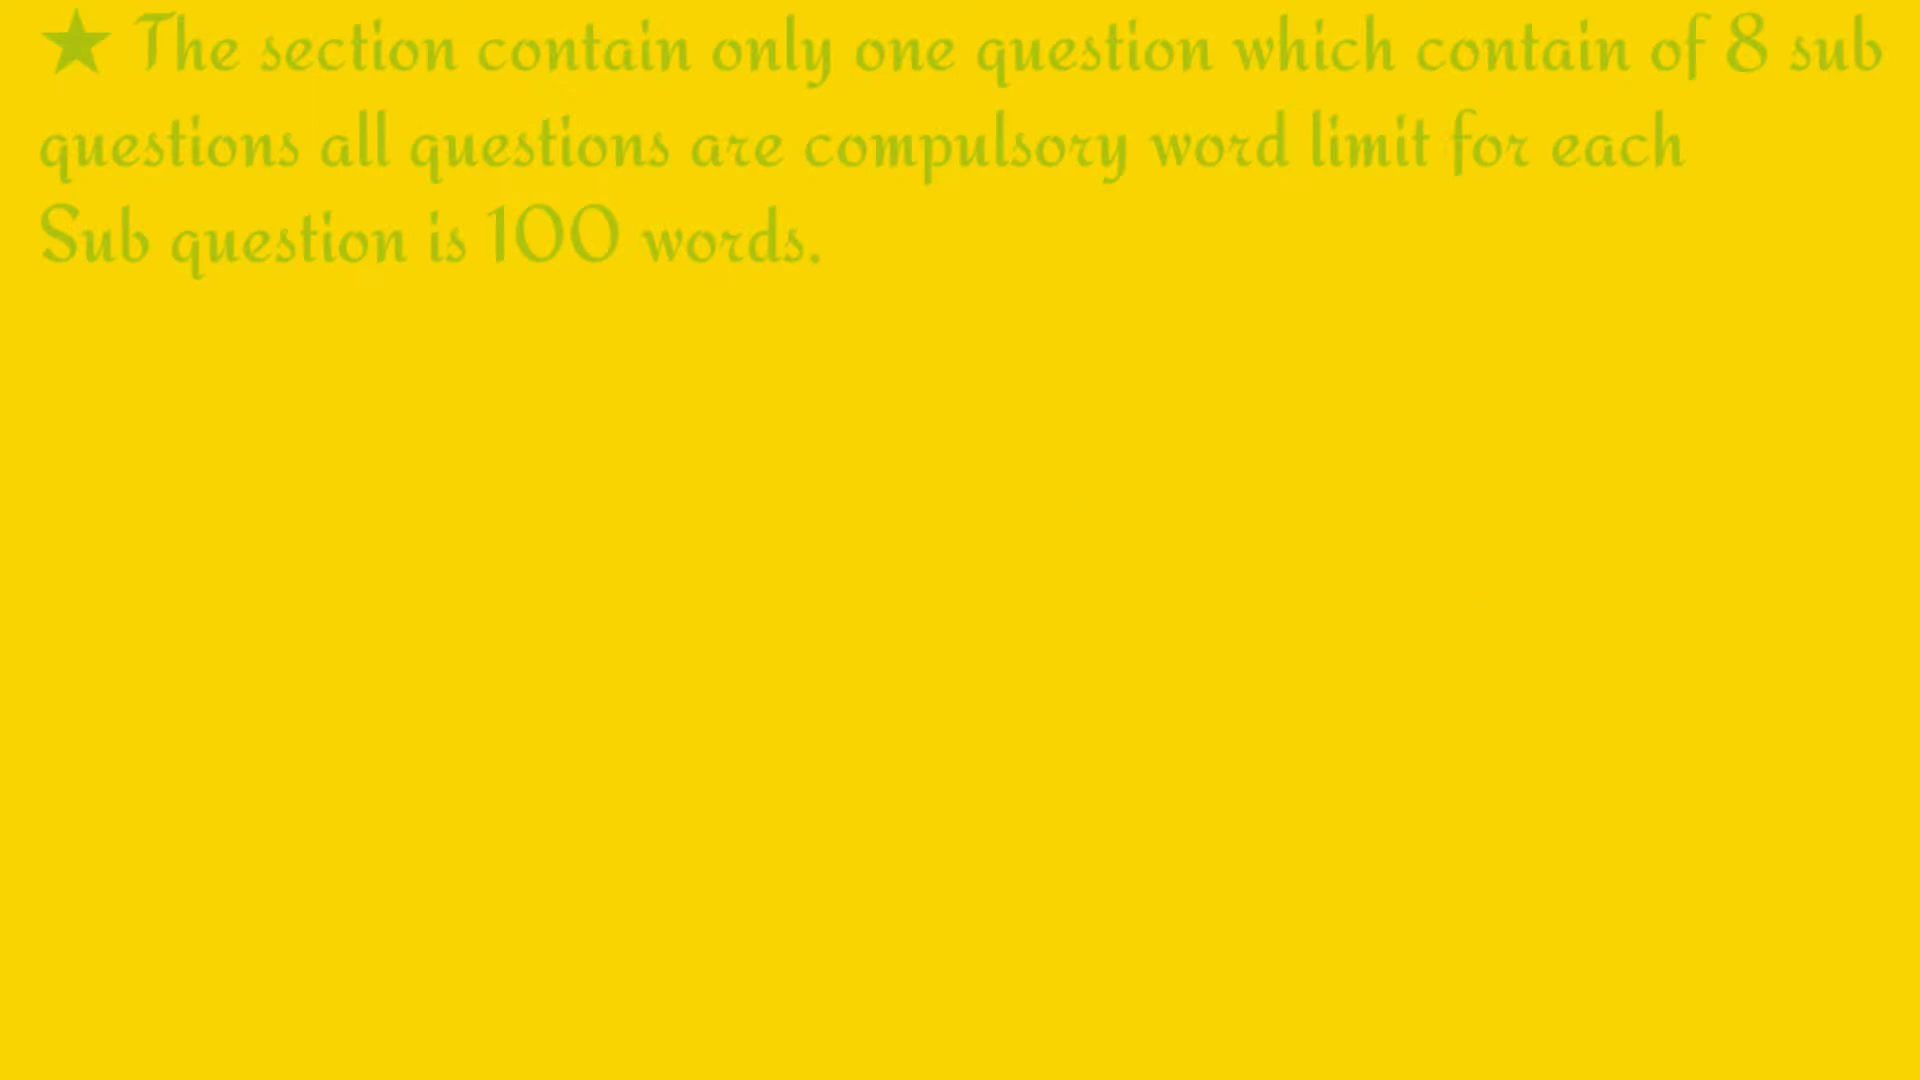 ★ The section contain only one question which contain of 8 sub
questions all questions are compulsory word limit for each
Sub question is 100 words.